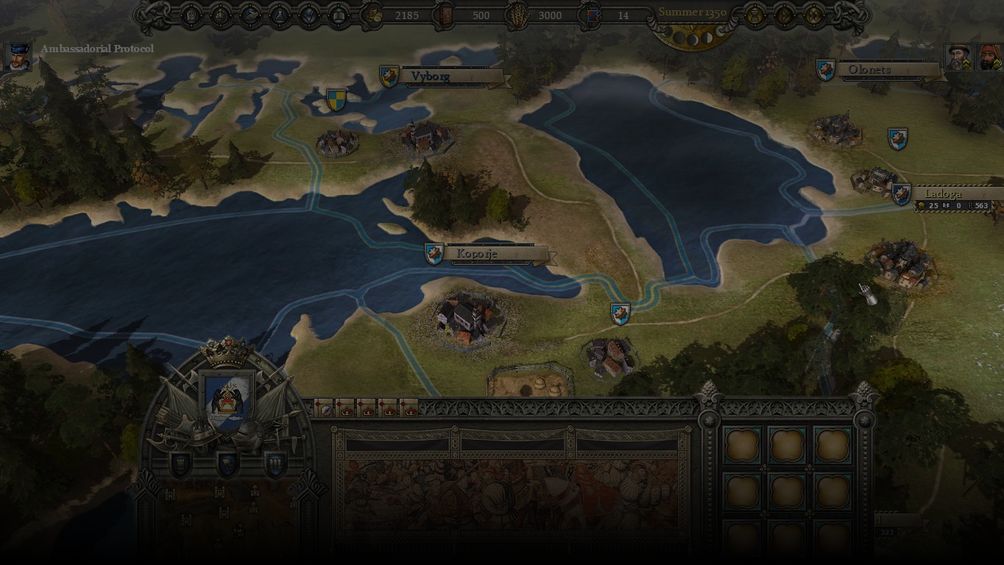 2185
500
3000
14
Summer 1350
Ambassadorial Protocol
Vyborg
Olonets
Ladoga
25 0 563
Koporje